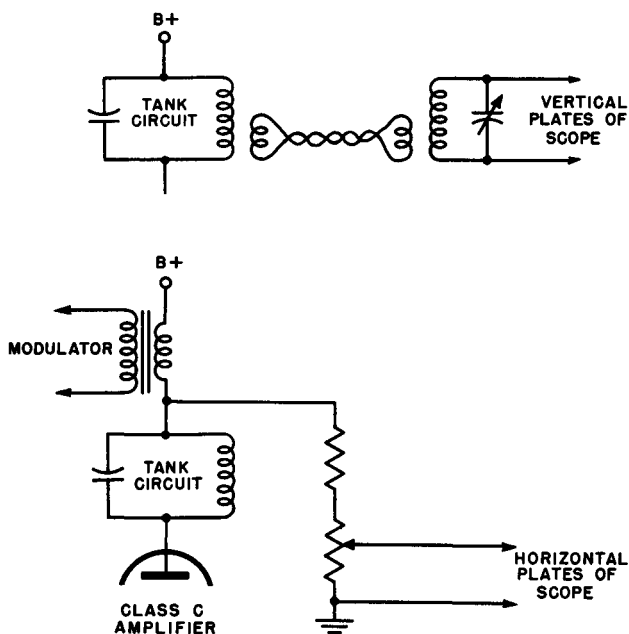 B+
TANK
CIRCUIT
VERTICAL
PLATES OF
SCOPE
B+
MODULATOR
TANK
CIRCUIT
HORIZONTAL
PLATES OF
SCOPE
CLASS C
AMPLIFIER